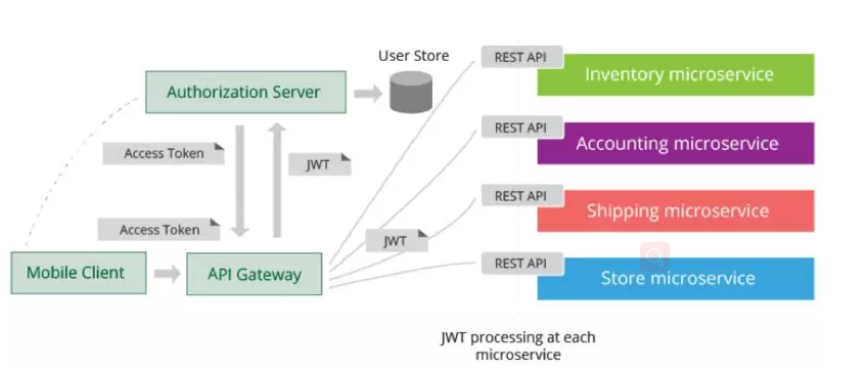 User Store
REST API
Inventory microservice
Authorization Server
REST API
Accounting microservice
Access Token
JWT
REST API
Shipping microservice
Access Token
JWT
Mobile Client
API Gateway
REST API
Store microservice
JWT processing at each
microservice